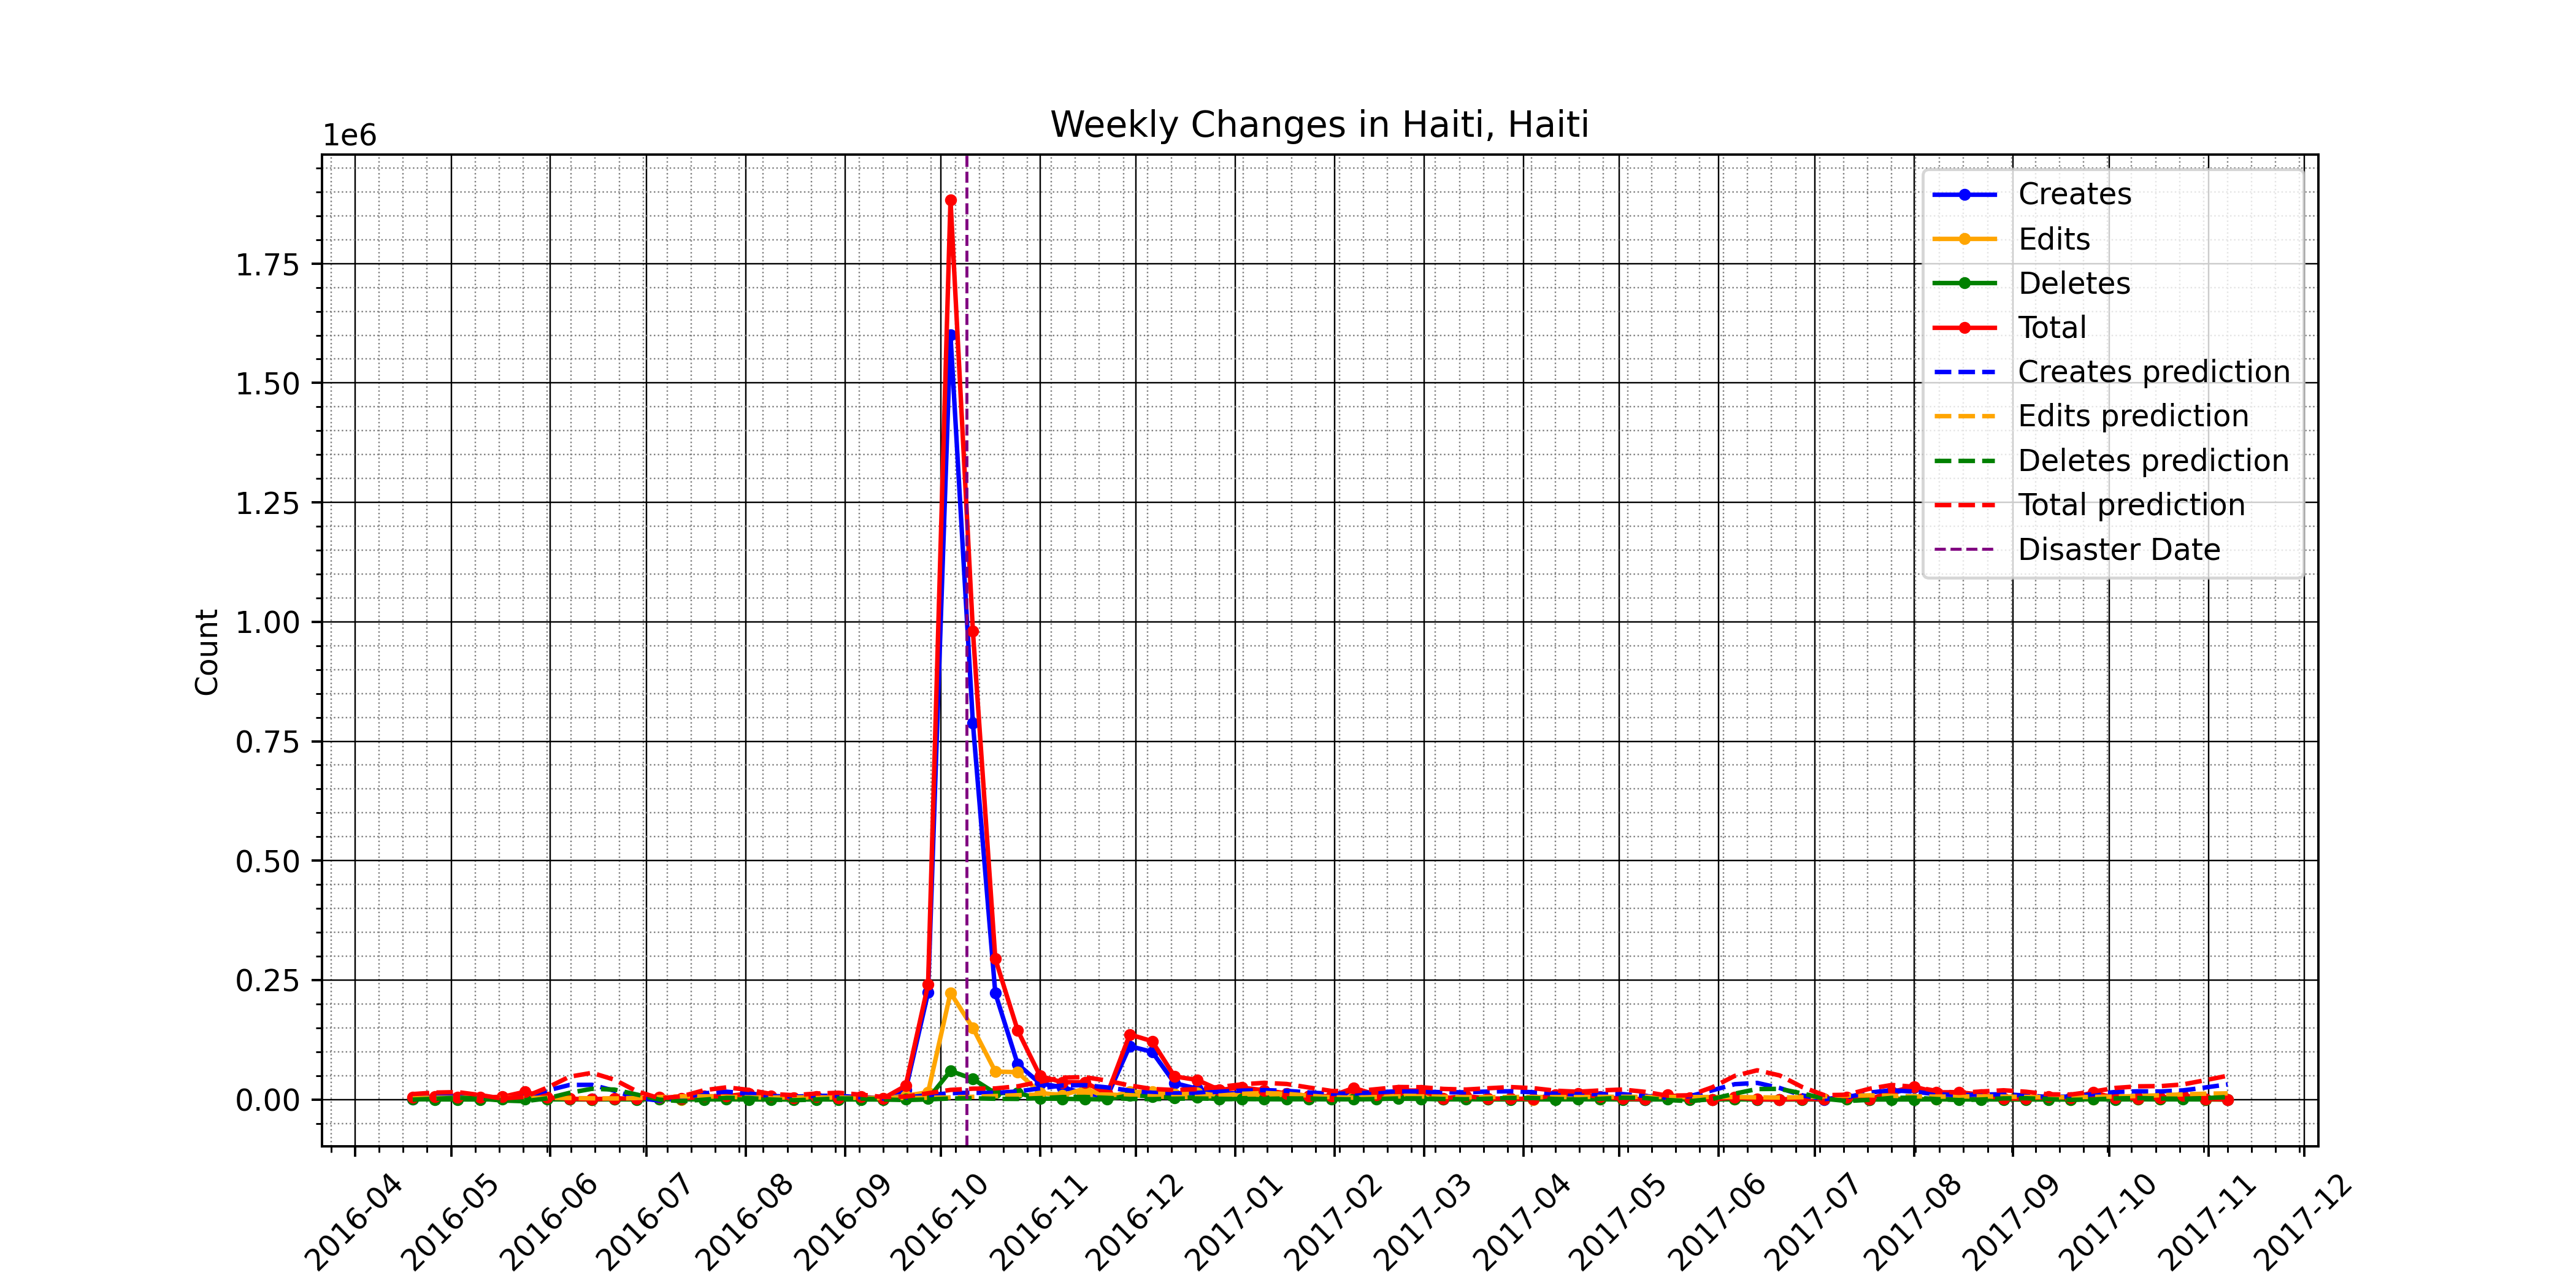 Weekly Changes in Haiti, Haiti
1e6
1.75
1.50
1.25
1.00
0.75
0.50
0.25
0.00
Count
Creates
Edits
Deletes
Total
Creates prediction
Edits prediction
Deletes prediction
Total prediction
Disaster Date
2016-04
2016-05
2016-06
2016-07
2016-08
2016-09
2016-10
2016-11
2016-12
2017-01
2017-02
2017-03
2017-04
2017-05
2017-06
2017-07
2017-08
2017-09
2017-10
2017-11
2017-12